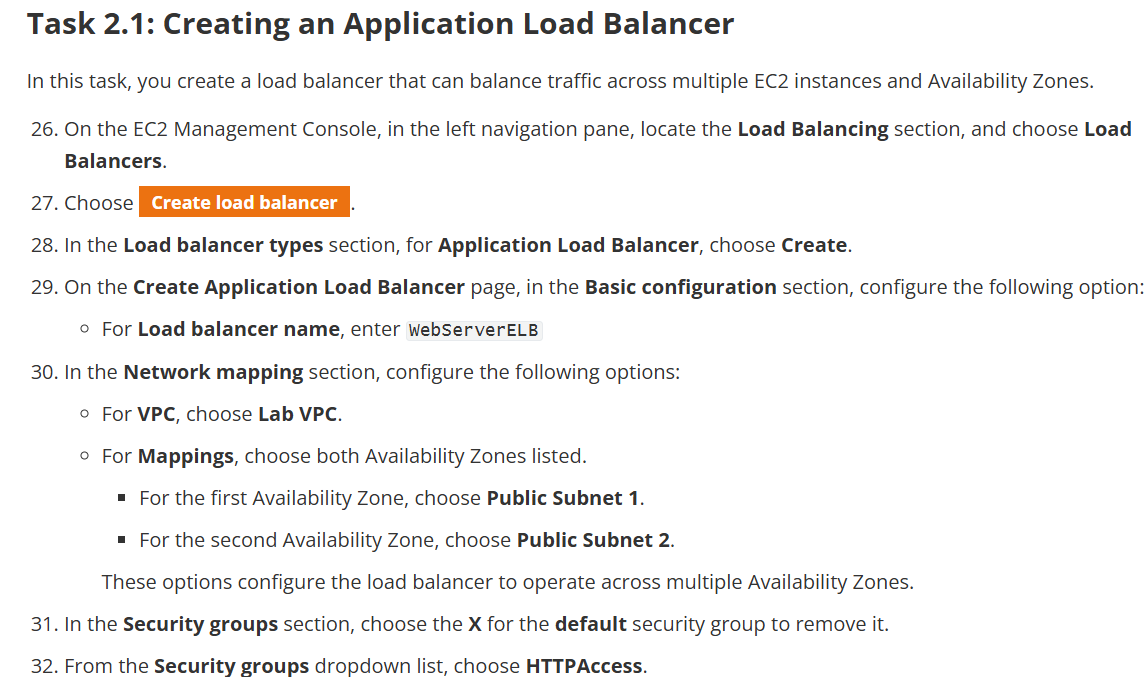 Task 2.1: Creating an Application Load Balancer
In this task, you create a load balancer that can balance traffic across multiple EC2 instances and Availability Zones.
26. On the EC2 Management Console, in the left navigation pane, locate the Load Balancing section, and choose Load
Balancers.
27. Choose Create load balancer.
28. In the Load balancer types section, for Application Load Balancer, choose Create.
29. On the Create Application Load Balancer page, in the Basic configuration section, configure the following option:
◦ For Load balancer name, enter WebServerELB
30. In the Network mapping section, configure the following options:
◦ For VPC, choose Lab VPC.
◦ For Mappings, choose both Availability Zones listed.
▪ For the first Availability Zone, choose Public Subnet 1.
▪ For the second Availability Zone, choose Public Subnet 2.
These options configure the load balancer to operate across multiple Availability Zones.
31. In the Security groups section, choose the X for the default security group to remove it.
32. From the Security groups dropdown list, choose HTTPAccess.